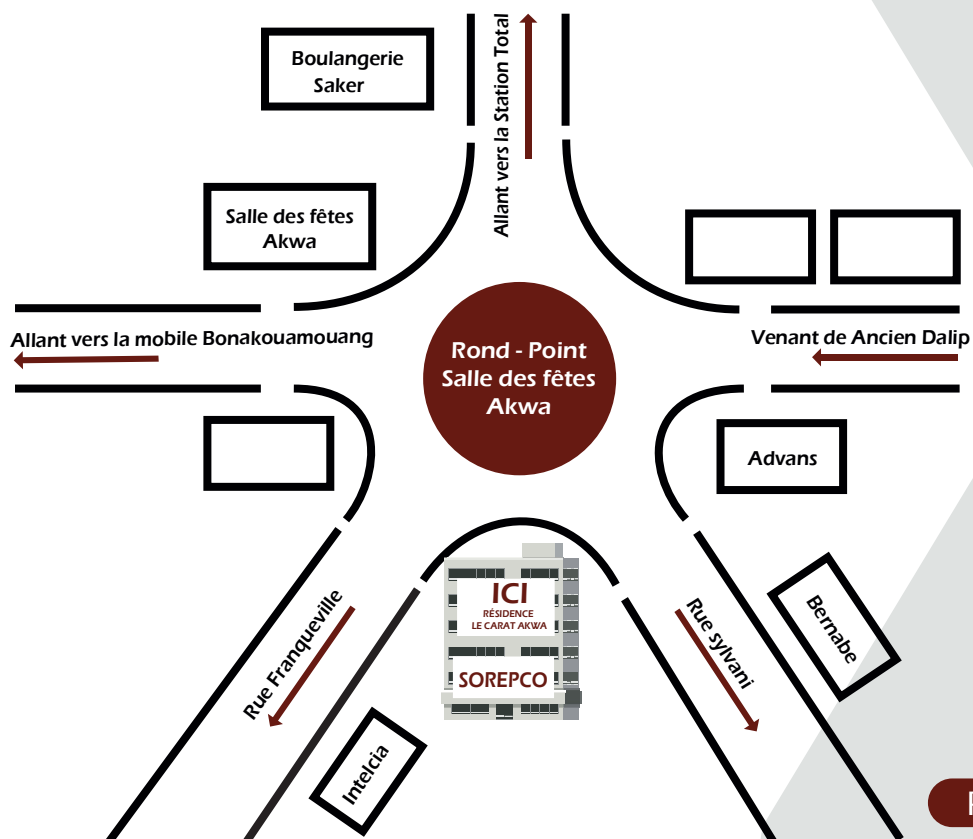 Boulangerie
Saker
Allant vers la Station Total
Salle des fêtes
Akwa
Allant vers la mobile Bonakouamouang
Rond - Point
Salle des fêtes
Akwa
Venant de Ancien Dalip
Advans
ICI
RÉSIDENCE
LE CARAT AKWA
SOREPCO
Rue Franqueville
Rue sylvani
Bernabe
Intelcia